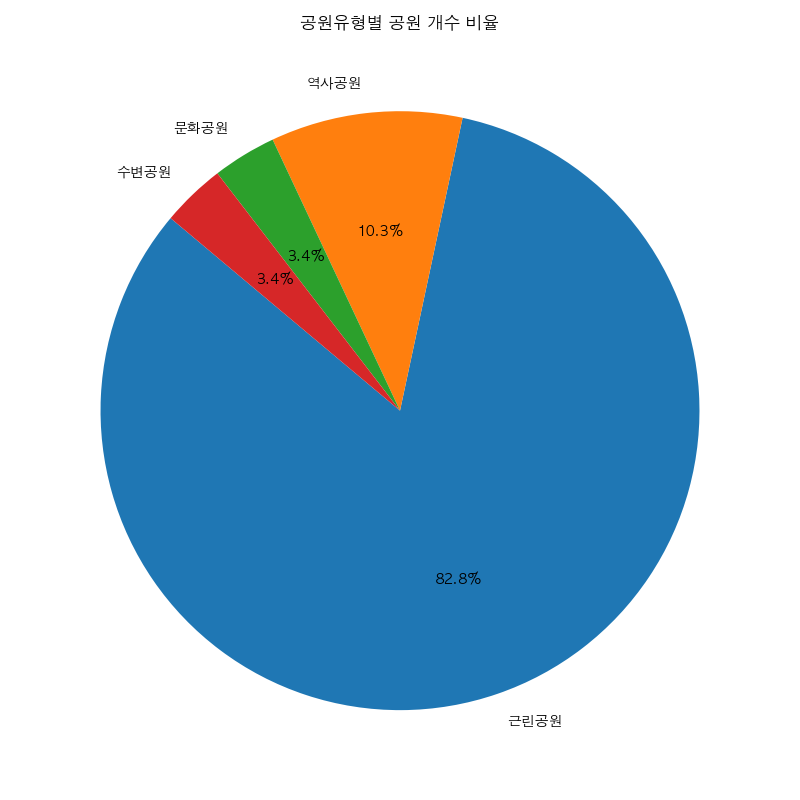 공원유형별 공원 개수 비율
역사공원
문화공원
수변공원
10.3%
3.4%
3.4%
82.8%
근린공원